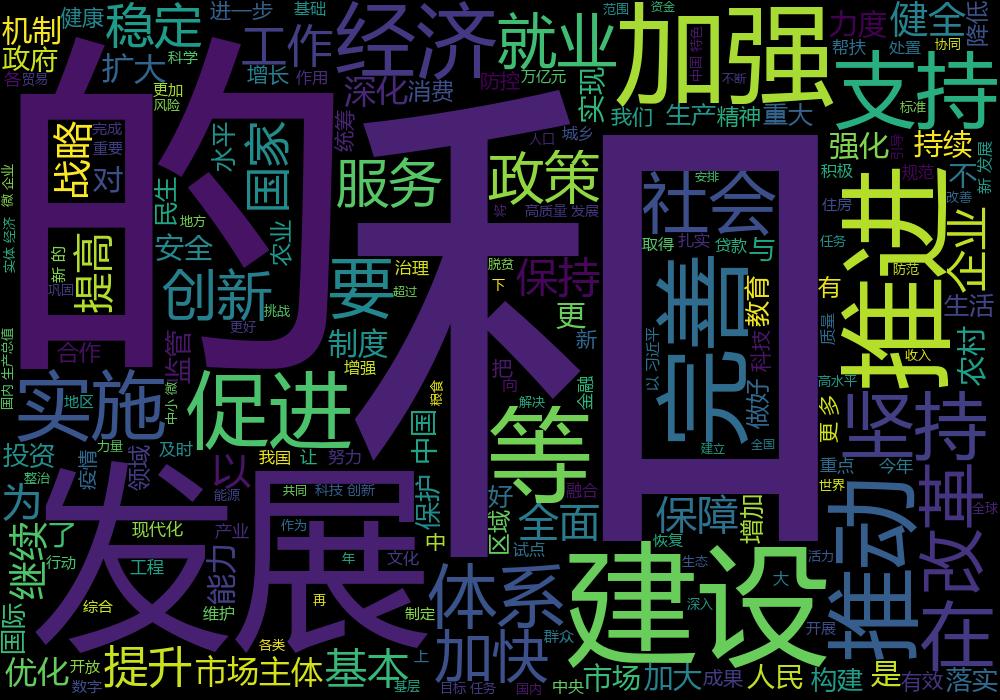 机制
健康
稳定
进一步
基础
经济
范围
资金
加强
力度
健全
降低
政府
扩大
科学
工作
就业
中国 特色
不断
帮扶
处置
协同
各
贸易
更加
风险
增长
作用
深化
消费
防控
万亿元
实现
支持
标准
的
战略
完成
重要
对
水平
国家
统筹
和
人口
城乡
我们
生产
精神
重大
强化
引导
持续
微 企业
民生
地方
服务
政策
高质量 发展
社会
安排
积极
规范
推进
不
新 发展
改善
实体 经济
新 的
巩固
提高
安全
农业
取得
扎实
贷款
与
住房
任务
企业
创新
挑战
更好
要
治理
超过
脱贫
下
保持
完善
教育
有
防范
生活
国内 生产总值
合作
监管
制度
增强
更
新
以 习近平
科技
质量
收入
农村
口
实施
地区
中小 微
促进
粮食
把
向
解决
金融
做好
高水平
更 多
坚持
投资
整治
疫情
力量
领域
及时
以
我国
让
努力
中国
等
建立
全国
重点
今年
世界
为
发展
能源
共同
科技 创新
保护
好
融合
保障
增加
推动
改革
全球
继续
了
现代化
产业
作为
区域
全面
行动
工程
能力
年
文化
中
试点
恢复
生态
建设
大
活力
国际
综合
维护
再
制定
体系
深入
开展
在
各类
加快
群众
优化
开放
数字
提升
市场主体
基本
上
基层
目标 任务
国内
中央
市场
加大
成果
人民
构建
是
有效
落实